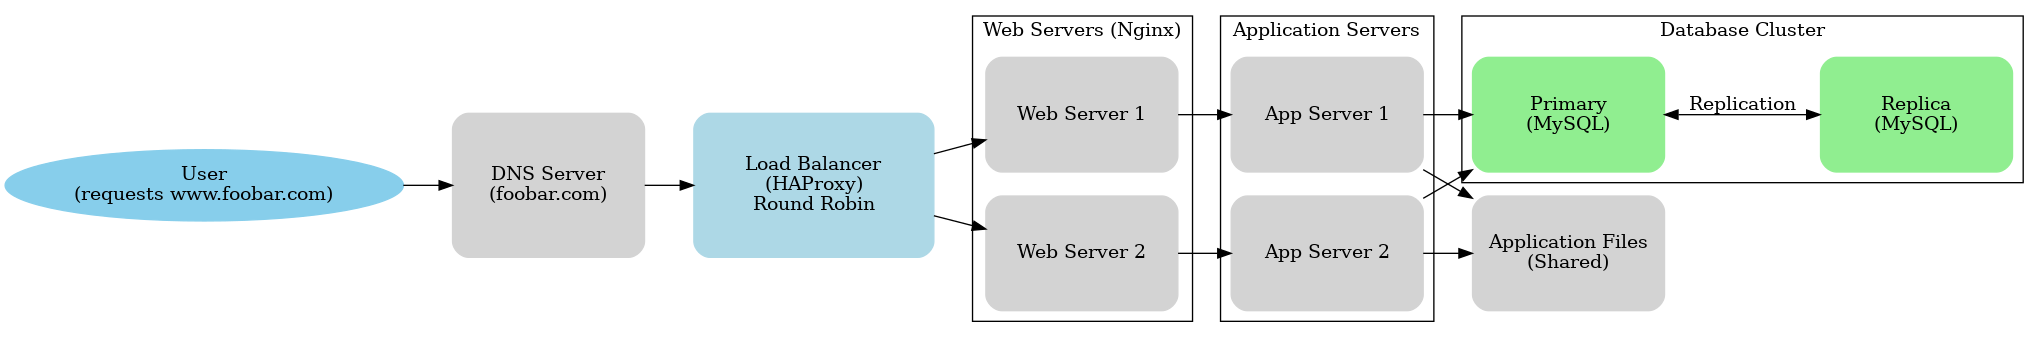 User
(requests www.foobar.com)
DNS Server
(foobar.com)
Load Balancer
(HAProxy)
Round Robin
Web Servers (Nginx)
Web Server 1
Web Server 2
Application Servers
App Server 1
App Server 2
Database Cluster
Primary
(MySQL)
Replication
Replica
(MySQL)
Application Files
(Shared)